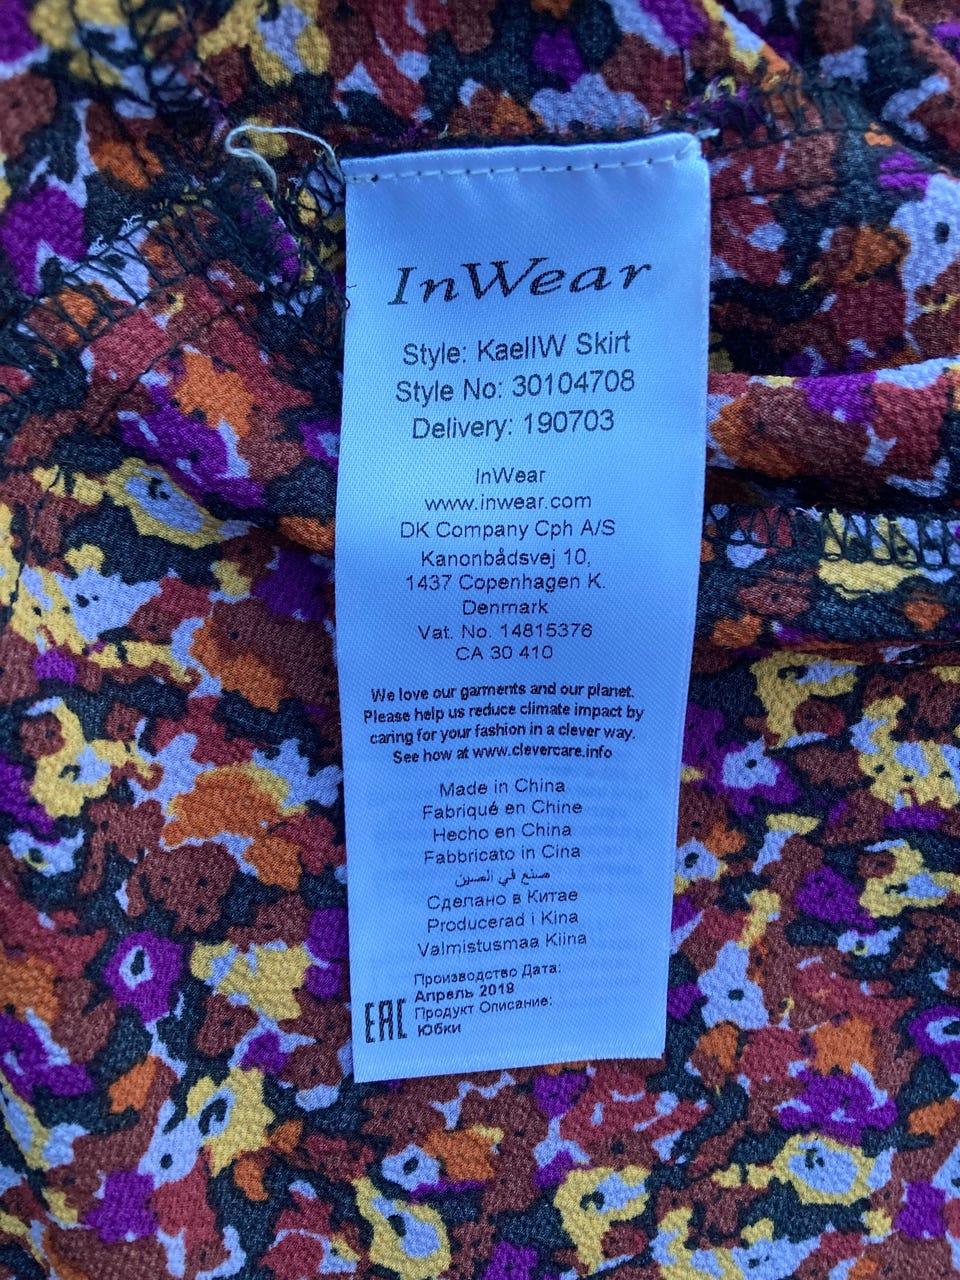 InWear
Style: KaelIW Skirt
Style No: 30104708
Delivery: 190703
InWear
www.inwear.com
DK Company Cph A/S
Kanonbådsvej 10,
1437 Copenhagen K.
Denmark
Vat. No. 14815376
CA 30 410
We love our garments and our planet.
Please help us reduce climate impact by
caring for your fashion in a clever way.
See how at www.clevercare.info
Made in China
Fabriqué en Chine
Hecho en China
Fabbricato in Cina
صنع في الصين
Сделано в Китае
Producerad i Kina
Valmistusmaa Kiina
Производство Дата:
Апрель 2018
Продукт Описание:
Юбки
EAC